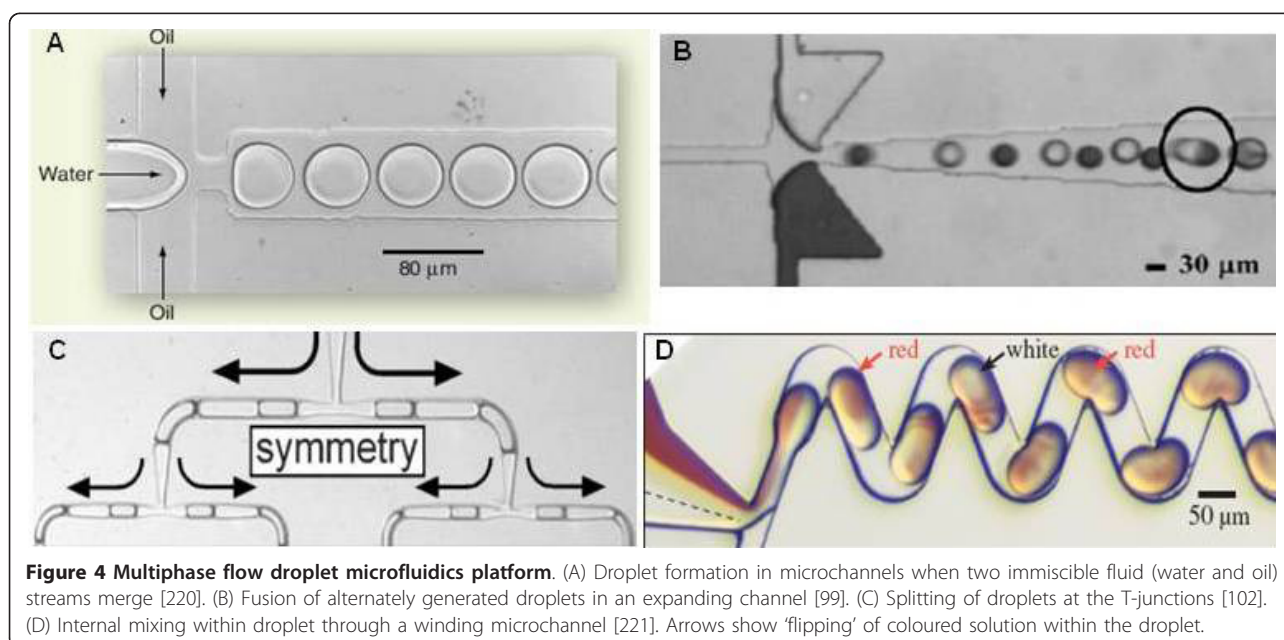 A
Oil
Water
80 μm
Oil
B
30 μm
C
symmetry
D
red
white
red
50 μm
Figure 4 Multiphase flow droplet microfluidics platform. (A) Droplet formation in microchannels when two immiscible fluid (water and oil)
streams merge [220]. (B) Fusion of alternately generated droplets in an expanding channel [99]. (C) Splitting of droplets at the T-junctions [102].
(D) Internal mixing within droplet through a winding microchannel [221]. Arrows show ‘flipping’ of coloured solution within the droplet.